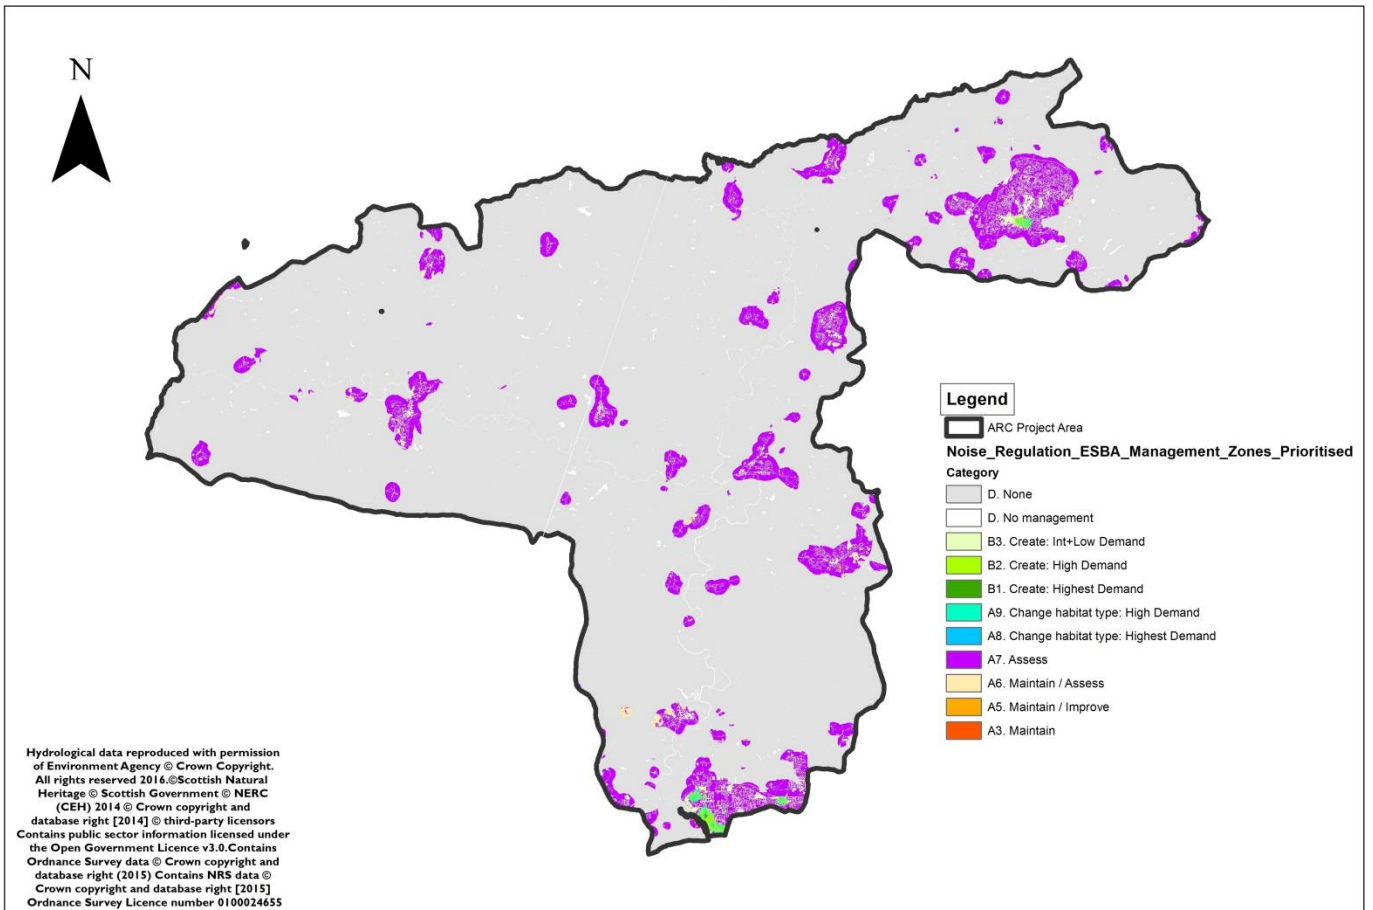 N
Legend
ARC Project Area
Noise_Regulation_ESBA_Management_Zones_Prioritised
Category
D. None
D. No management
B3. Create: Int+Low Demand
B2. Create: High Demand
B1. Create: Highest Demand
A9. Change habitat type: High Demand
A8. Change habitat type: Highest Demand
A7. Assess
A6. Maintain / Assess
A5. Maintain / Improve
A3. Maintain
Hydrological data reproduced with permission
of Environment Agency © Crown Copyright.
All rights reserved 2016.©Scottish Natural
Heritage © Scottish Government © NERC
(CEH) 2014 © Crown copyright and
database right [2014] © third-party licensors
Contains public sector information licensed under
the Open Government Licence v3.0.Contains
Ordnance Survey data © Crown copyright and
database right (2015) Contains NRS data ©
Crown copyright and database right [2015]
Ordnance Survey Licence number 0100024655